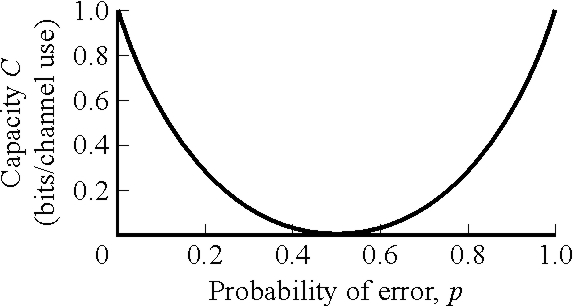 Capacity C
(bits/channel use)
1.0
0.8
0.6
0.4
0.2
0 0.2 0.4 0.6 0.8 1.0
Probability of error, p